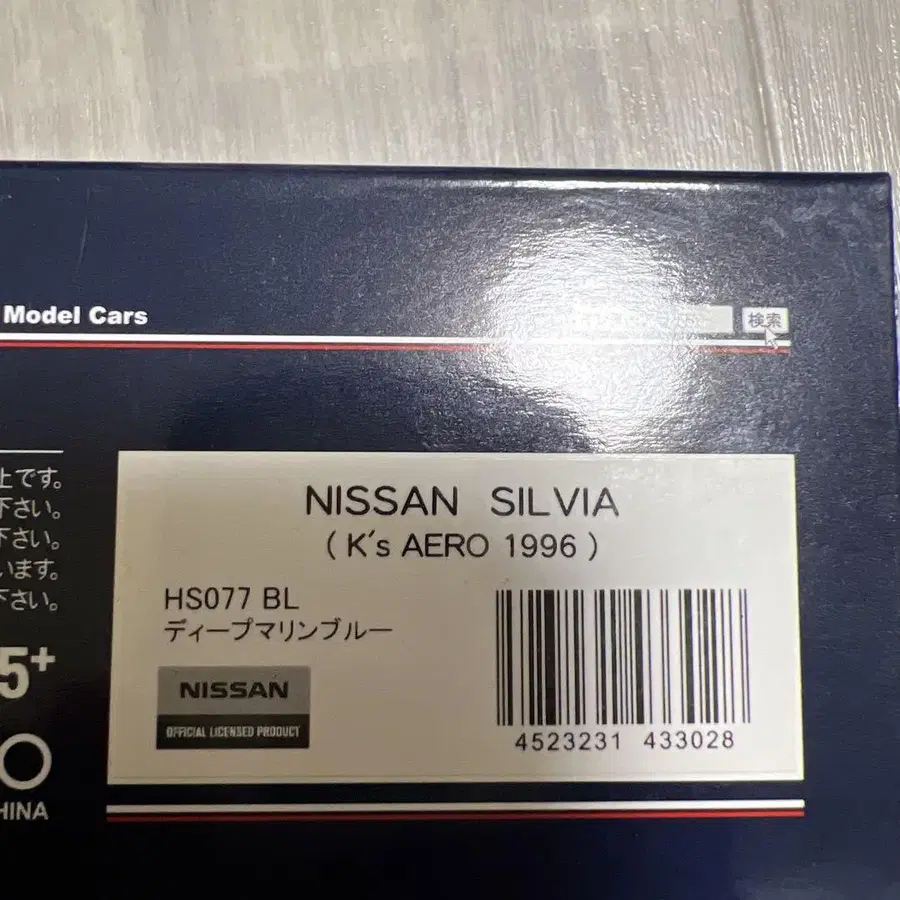 Model Cars
検索
止です。
下さい。
下さい。
います。
下さい。
5+
CHINA
NISSAN SILVIA
( K's AERO 1996 )
HS077 BL
ディープマリンブルー
NISSAN
OFFICIAL LICENSED PRODUCT
4523231 433028